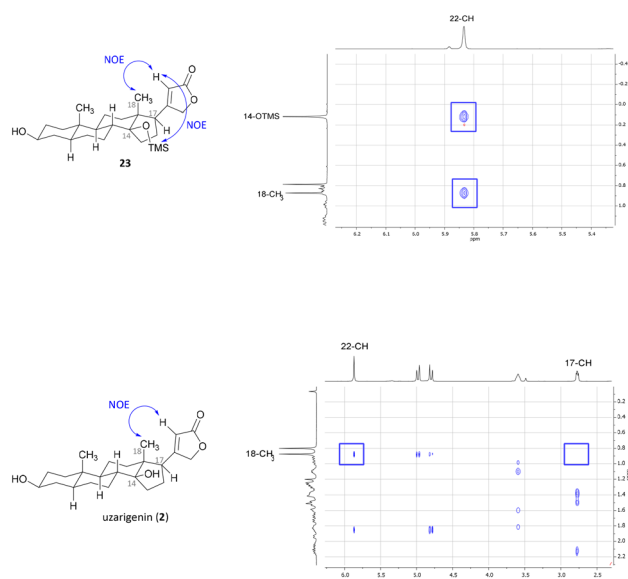 22-CH
NOE
H
O
O
18
CH3
CH3
H
17
H
NOE
H
14
O
TMS
HO
H
H
23
14-OTMS
18-CH3
-0.4
-0.2
0.0
0.2
0.4
0.6
0.8
1.0
6.2 6.1 6.0 5.9 5.8 5.7 5.6 5.5 5.4
ppm
22-CH
17-CH
NOE
H
O
O
18
CH3
CH3
H
17
H
14
OH
H
HO
H
uzarigenin (2)
18-CH3
0.2
0.4
0.6
0.8
1.0
1.2
1.4
1.6
1.8
2.0
2.2
6.0 5.5 5.0 4.5 4.0 3.5 3.0 2.5